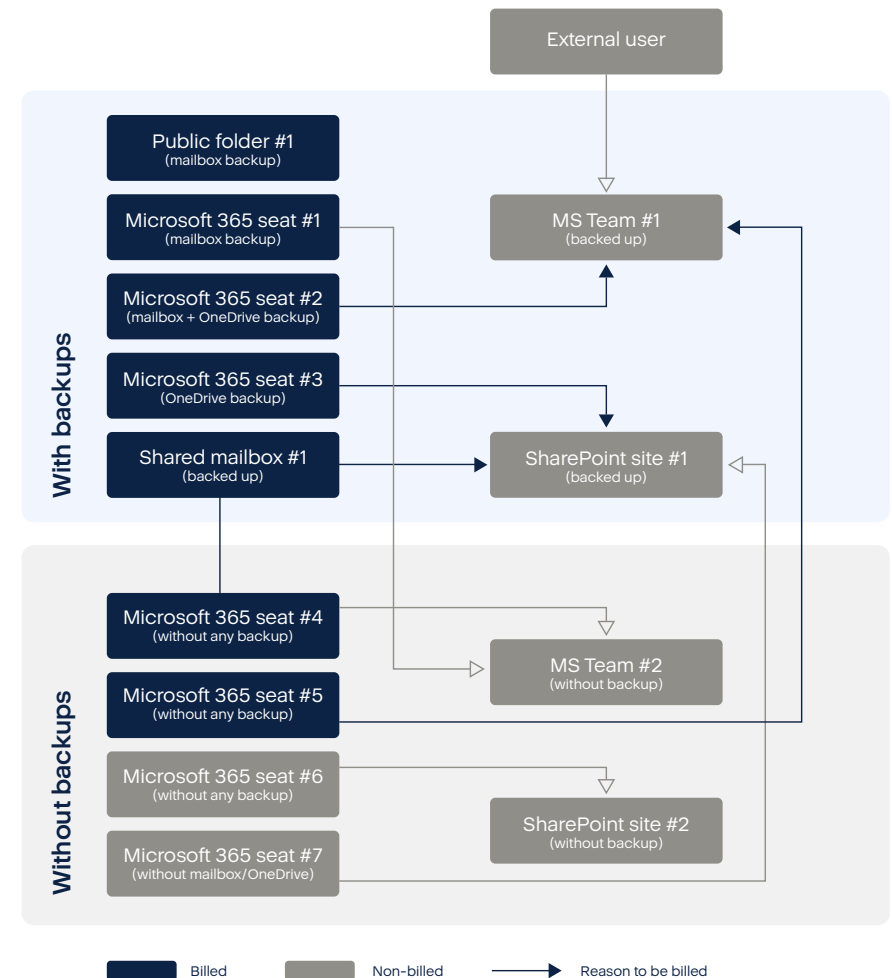 External user
With backups
Public folder #1
(mailbox backup)
Microsoft 365 seat #1
(mailbox backup)
MS Team #1
(backed up)
Microsoft 365 seat #2
(mailbox + OneDrive backup)
Microsoft 365 seat #3
(OneDrive backup)
Shared mailbox #1
(backed up)
SharePoint site #1
(backed up)
Without backups
Microsoft 365 seat #4
(without any backup)
MS Team #2
(without backup)
Microsoft 365 seat #5
(without any backup)
Microsoft 365 seat #6
(without any backup)
SharePoint site #2
(without backup)
Microsoft 365 seat #7
(without mailbox/OneDrive)
Billed
Non-billed
Reason to be billed